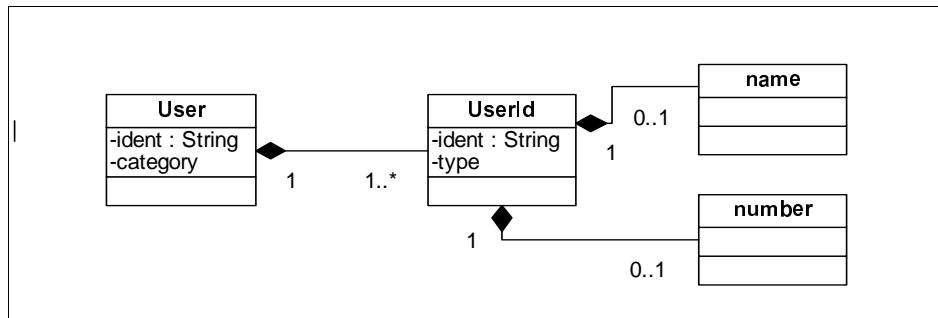 User
-ident : String
-category
1
1..*
UserId
-ident : String
-type
1
0..1
name
1
0..1
number